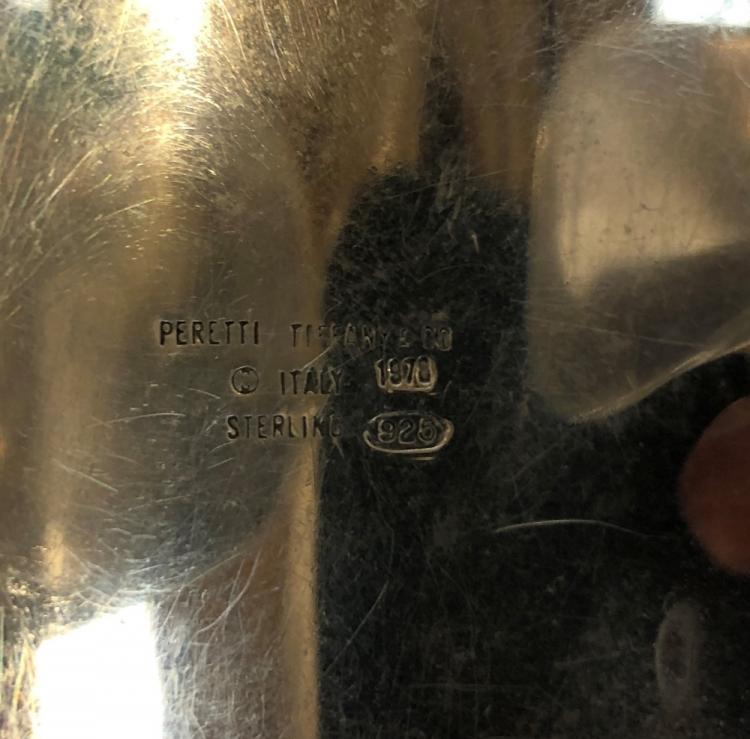 PERETTI TIFFANY & CO
© ITALY 1978
STERLING 925